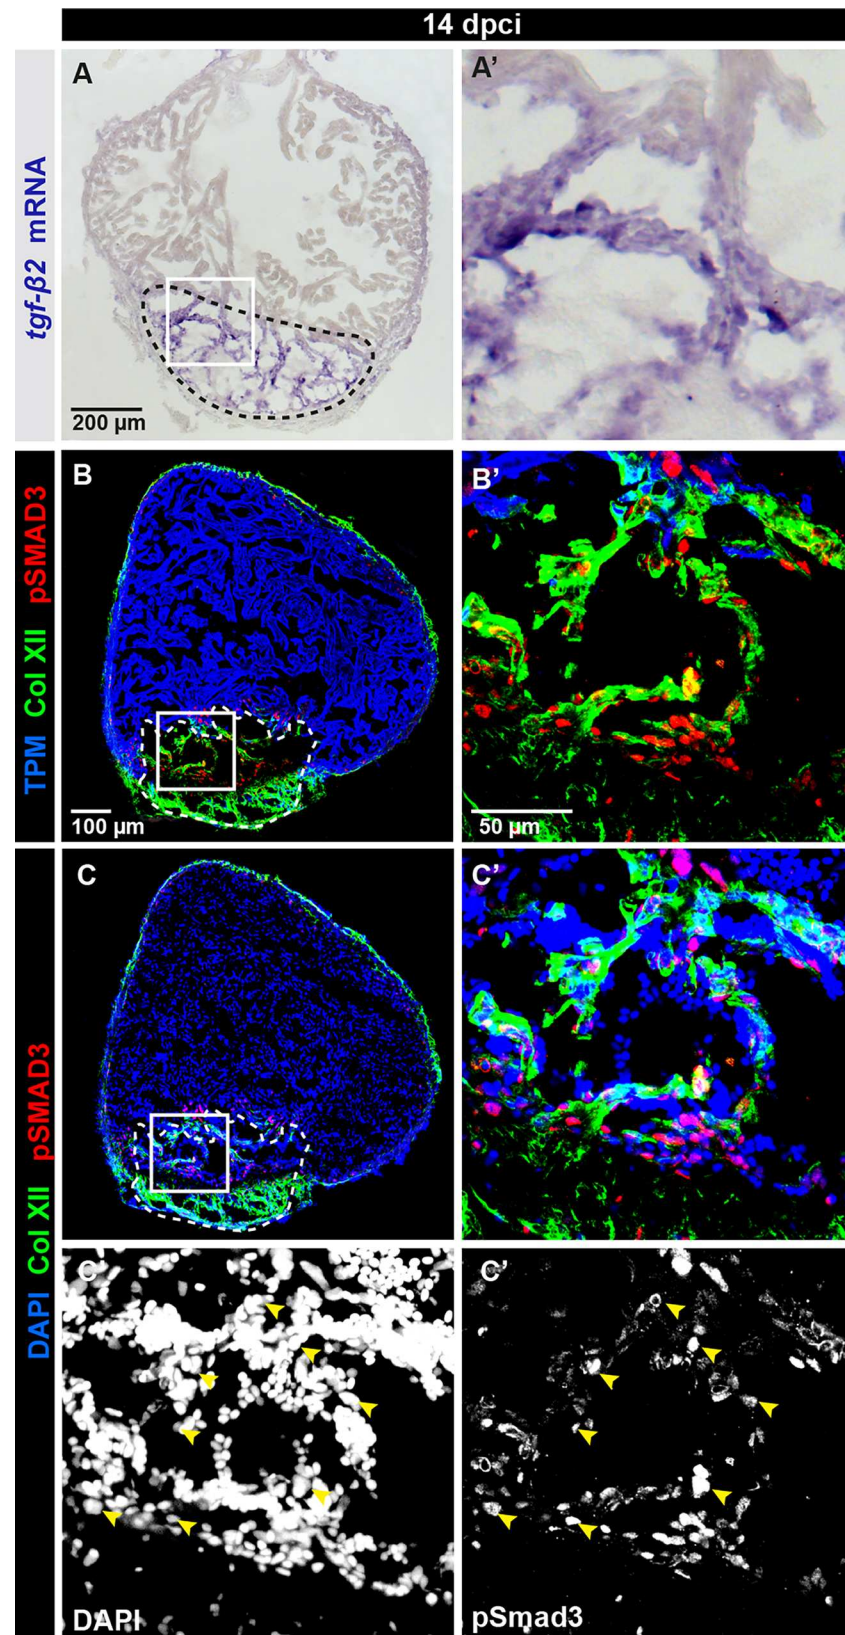 14 dpci
A
A’
tgf-β2 mRNA
200 µm
B
B’
TPM Col XII pSMAD3
100 µm
50 µm
C
C’
DAPI Col XII pSMAD3
C
C’
DAPI
pSmad3